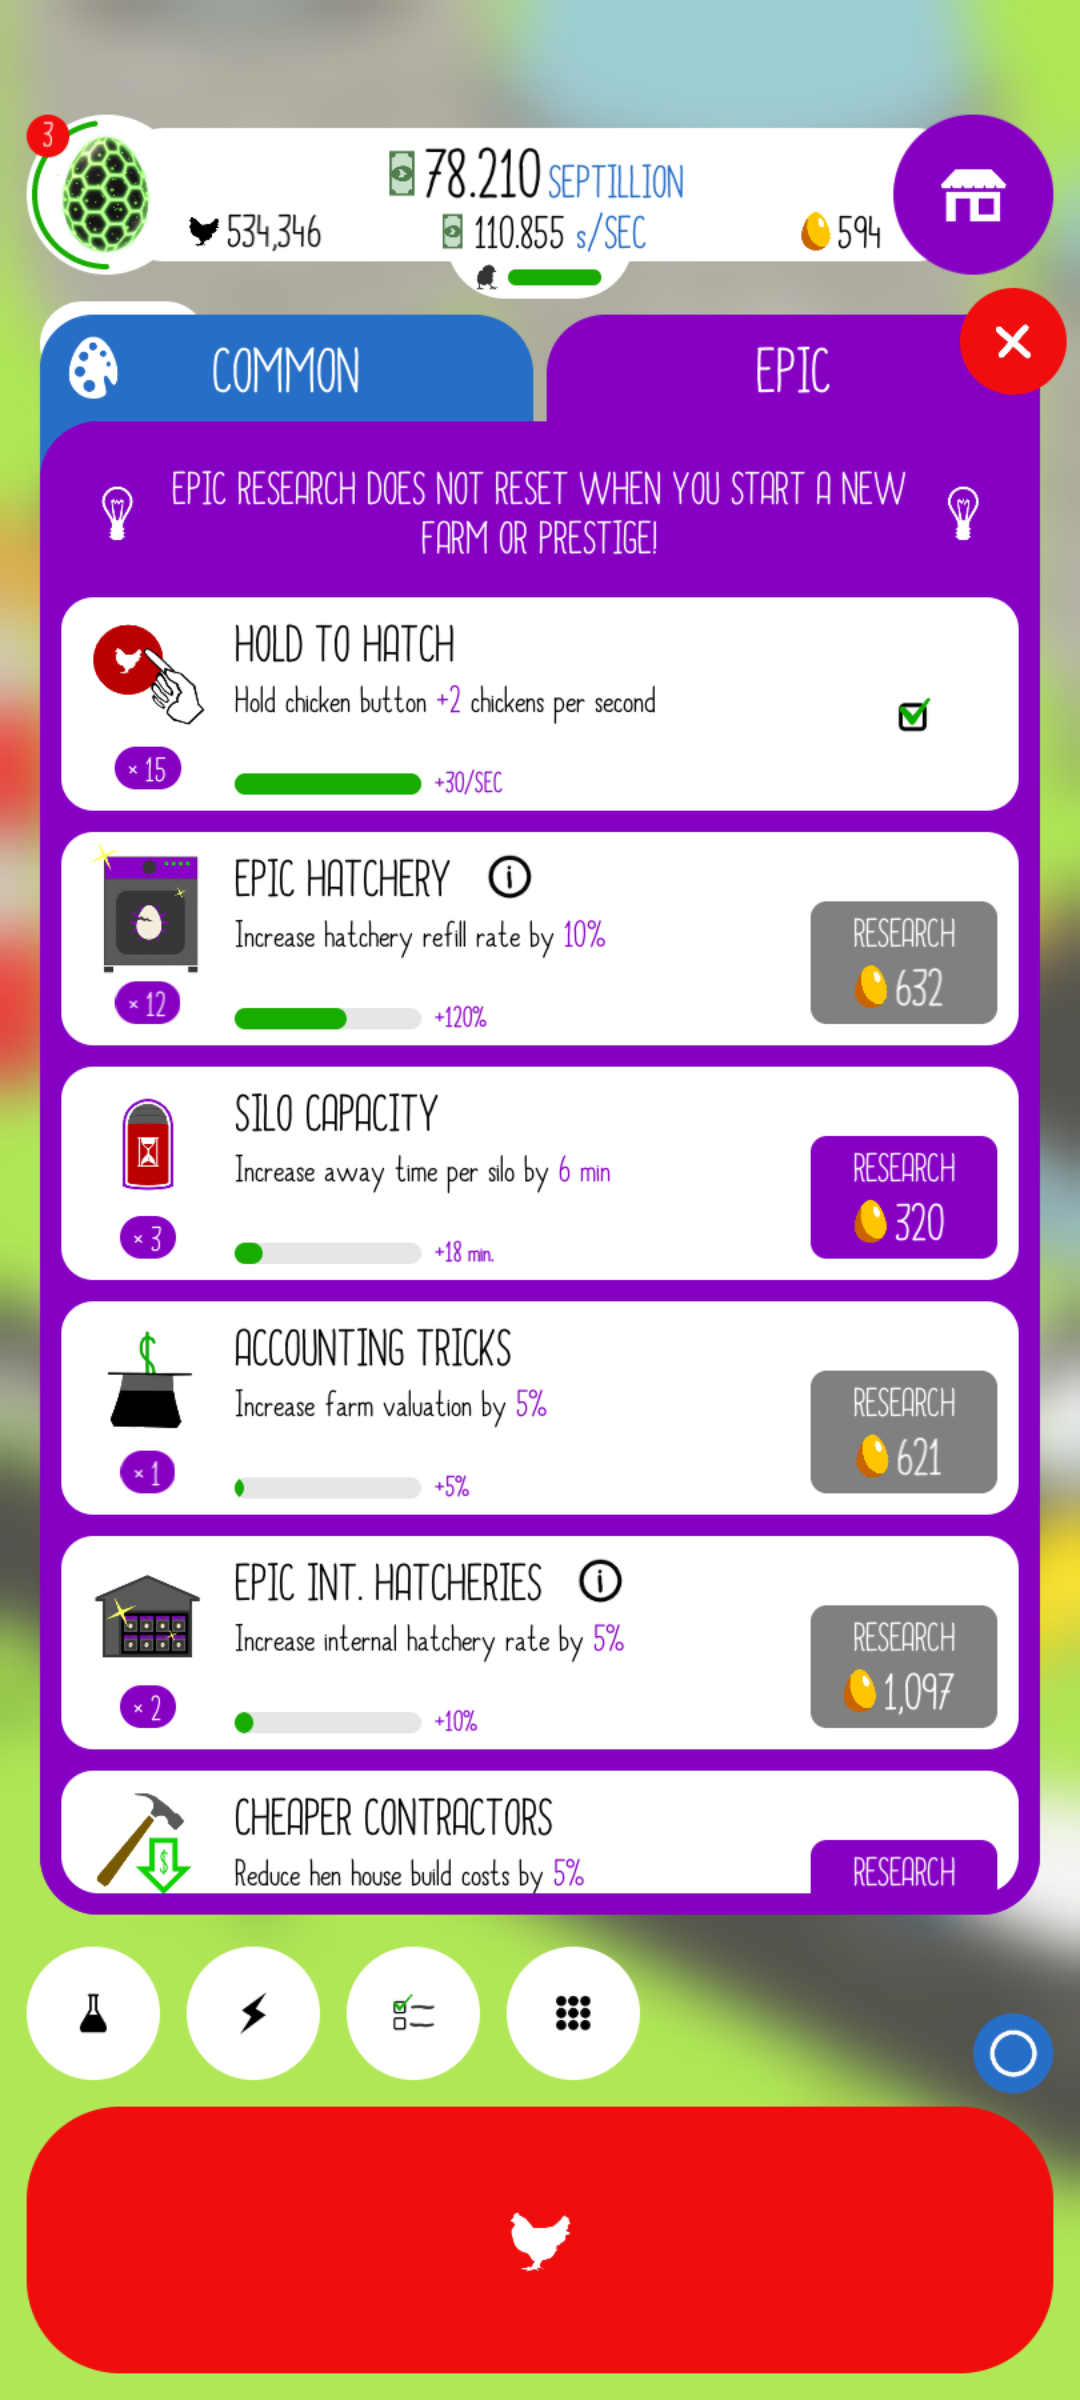 3
78.210 SEPTILLION
534,346
110.855 s/SEC
594
COMMON
EPIC
EPIC RESEARCH DOES NOT RESET WHEN YOU START A NEW
FARM OR PRESTIGE!
HOLD TO HATCH
Hold chicken button +2 chickens per second
× 15
+30/SEC
EPIC HATCHERY
Increase hatchery refill rate by 10%
RESEARCH
632
× 12
+120%
SILO CAPACITY
Increase away time per silo by 6 min
RESEARCH
320
× 3
+18 min.
ACCOUNTING TRICKS
Increase farm valuation by 5%
RESEARCH
621
× 1
+5%
EPIC INT. HATCHERIES
Increase internal hatchery rate by 5%
RESEARCH
1,097
× 2
+10%
CHEAPER CONTRACTORS
Reduce hen house build costs by 5%
RESEARCH